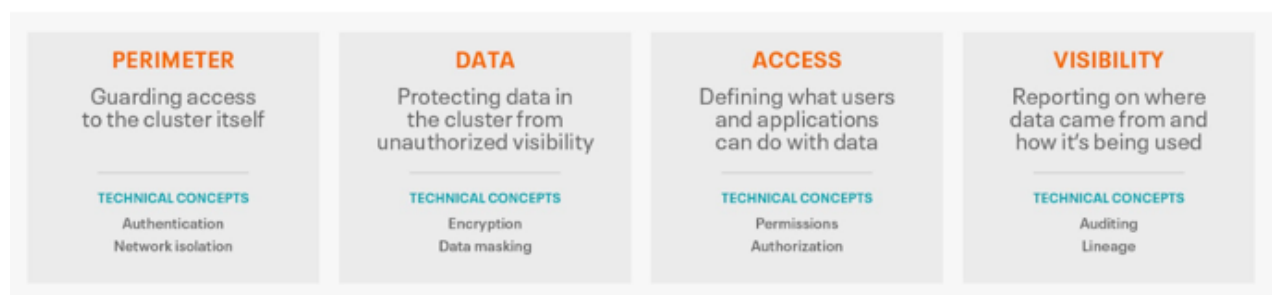 PERIMETER
Guarding access
to the cluster itself
TECHNICAL CONCEPTS
Authentication
Network isolation
DATA
Protecting data in
the cluster from
unauthorized visibility
TECHNICAL CONCEPTS
Encryption
Data masking
ACCESS
Defining what users
and applications
can do with data
TECHNICAL CONCEPTS
Permissions
Authorization
VISIBILITY
Reporting on where
data came from and
how it's being used
TECHNICAL CONCEPTS
Auditing
Lineage